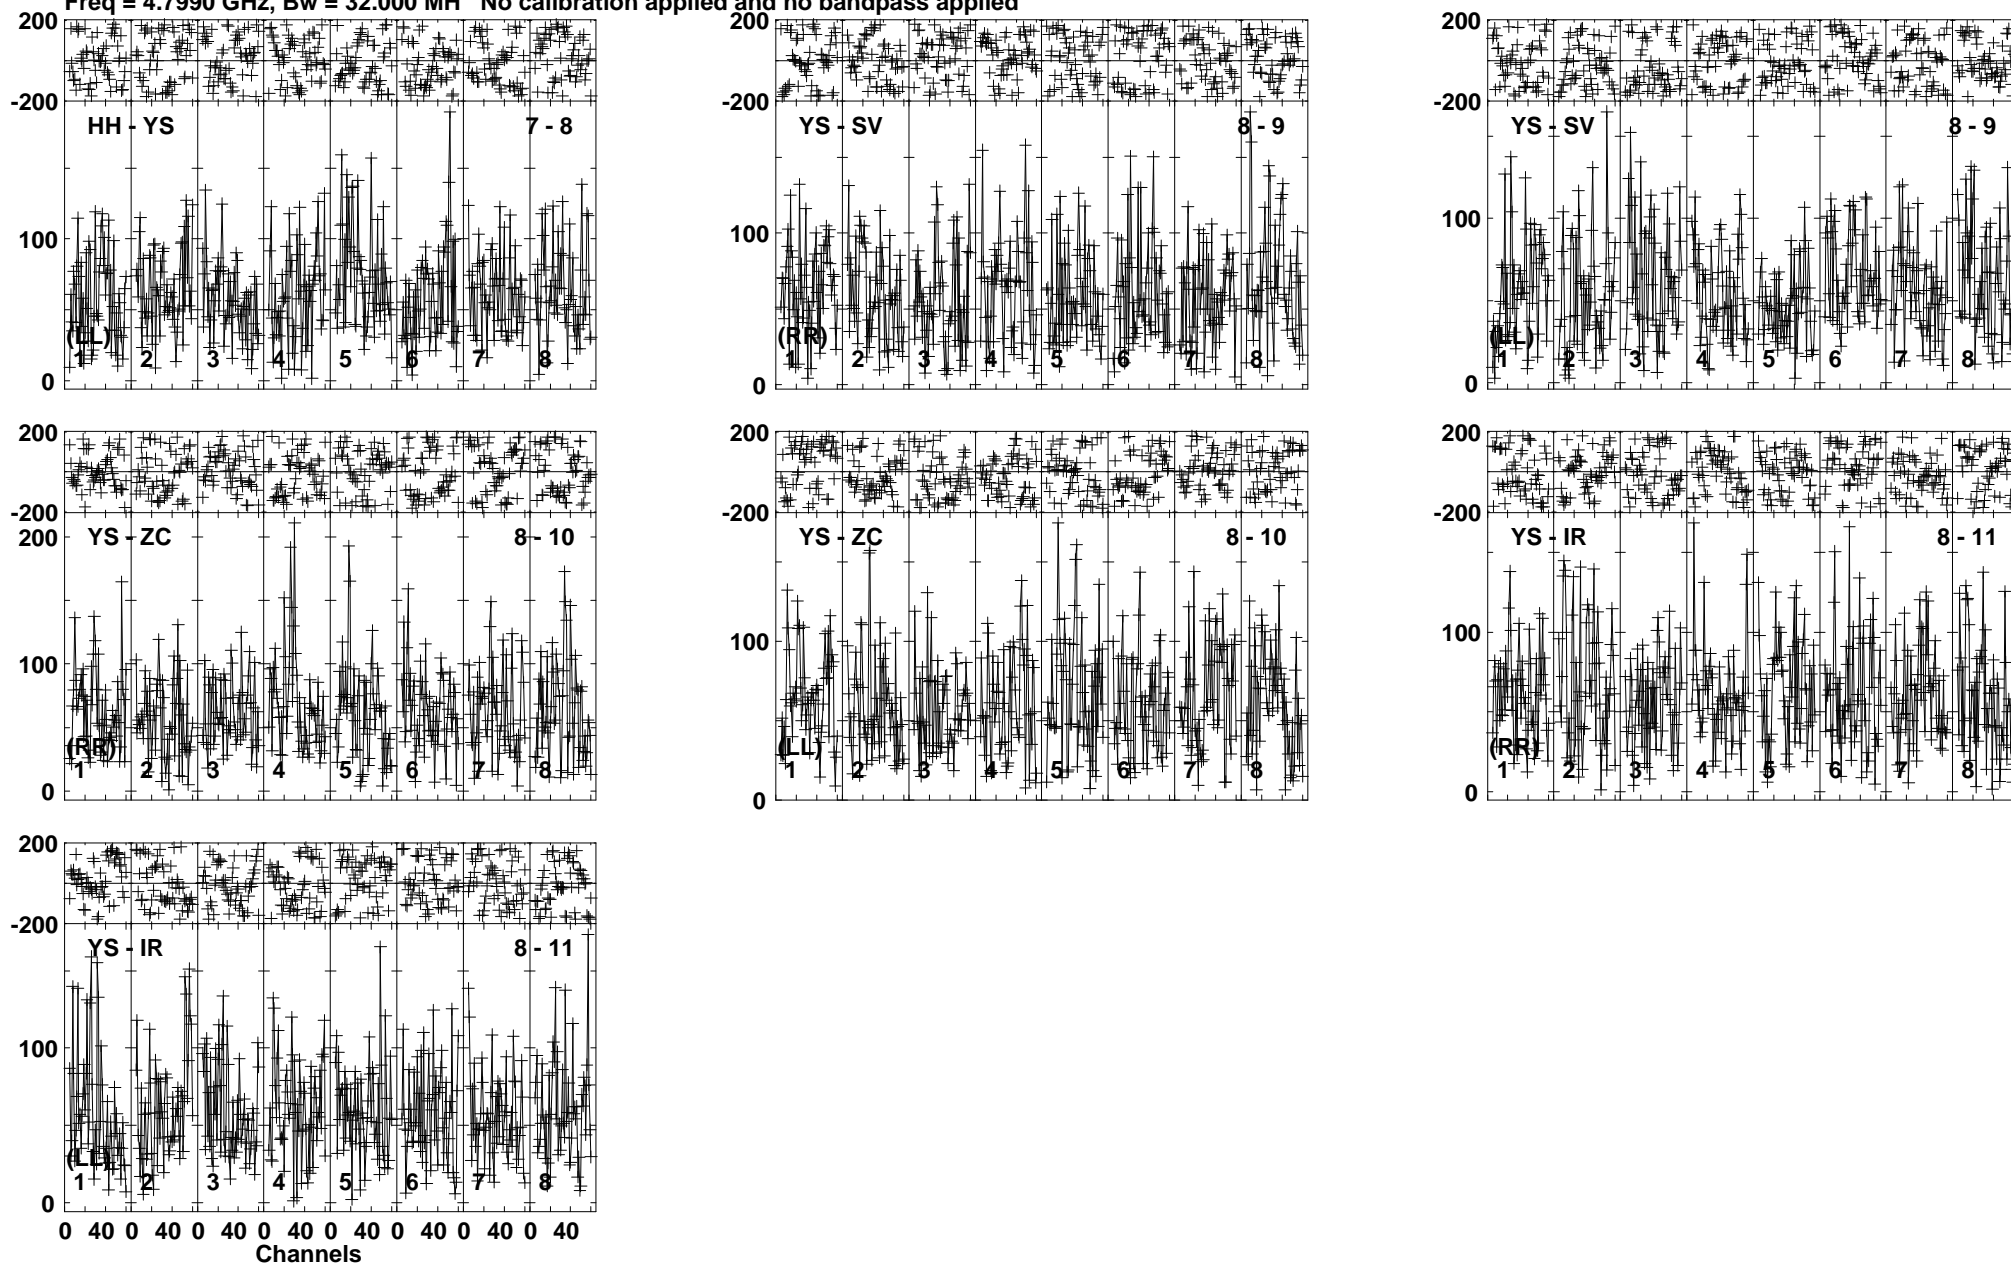 Freq = 4.7990 GHz, Bw = 32.000 MH No calibration applied and no bandpass applied
200 200 200
-200 -200 -200
HH - YS 7 - 8 YS - SV 8 - 9 YS - SV 8 - 9
100 100 100
(LL) (RR) (LL)
1 2 3 4 5 6 7 8 1 2 3 4 5 6 7 8 1 2 3 4 5 6 7 8
0 0 0
200 200 200
-200 -200 -200
200 YS - ZC 8 - 10 YS - ZC 8 - 10 YS - IR 8 - 11
100 100 100
(RR) (LL) (RR)
1 2 3 4 5 6 7 8 1 2 3 4 5 6 7 8 1 2 3 4 5 6 7 8
0 0 0
200
-200
YS - IR 8 - 11
100
(LL)
1 2 3 4 5 6 7 8
0
0 40 0 40 0 40 0 40 0 40 0 40 0 40 0 40
Channels